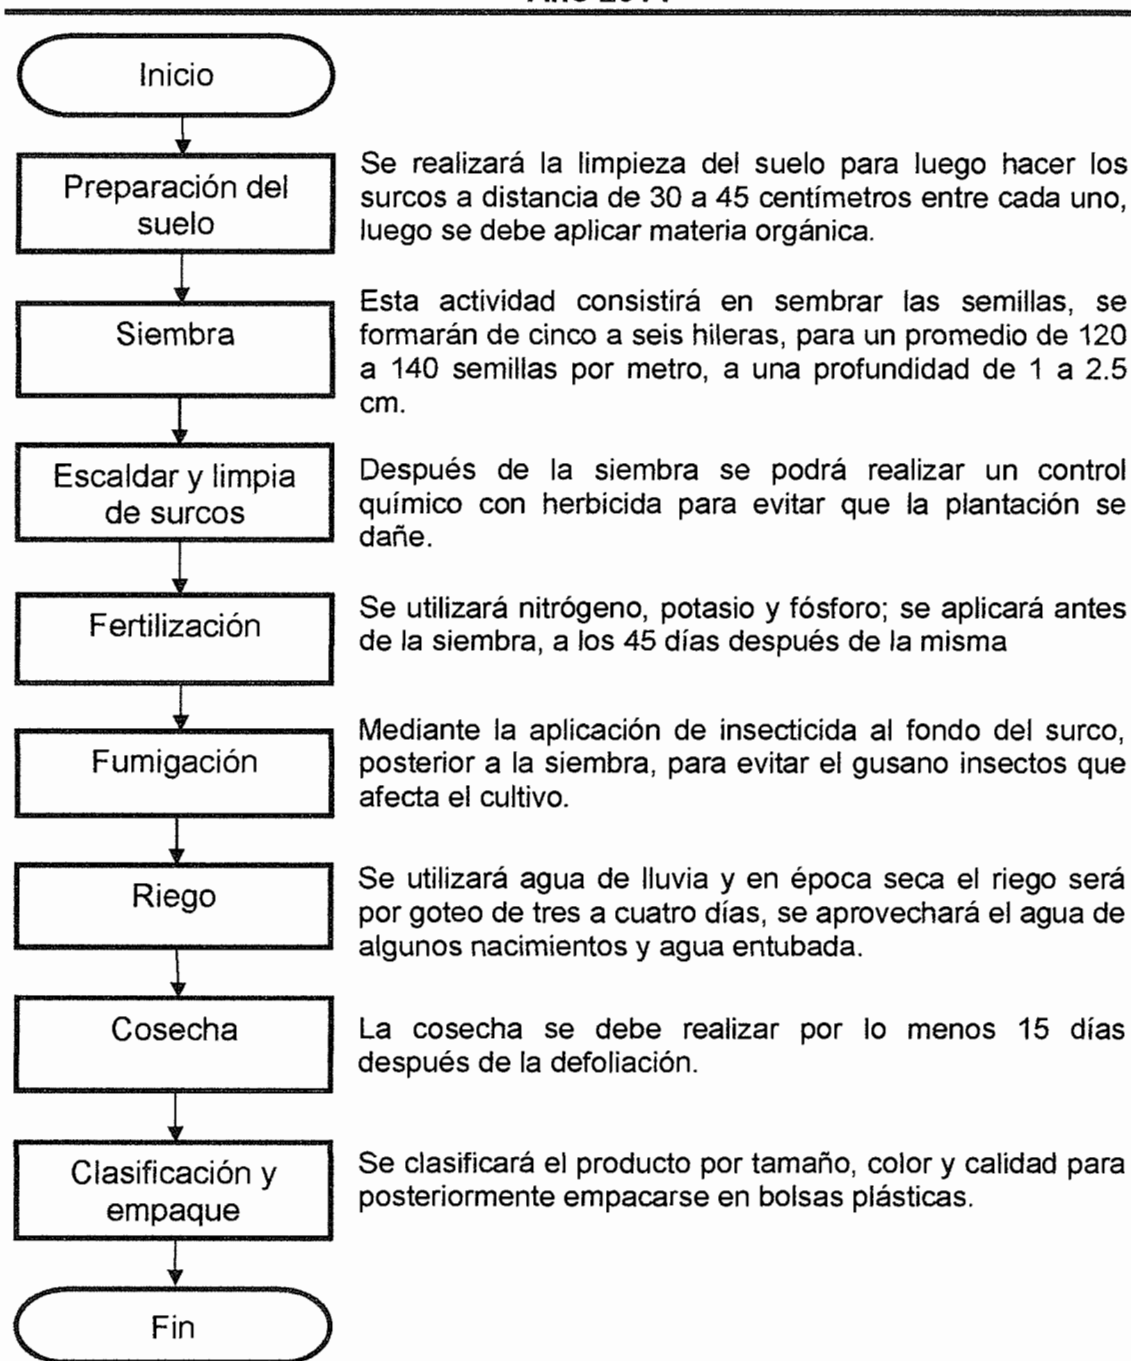 Inicio
Preparación del
suelo
Se realizará la limpieza del suelo para luego hacer los
surcos a distancia de 30 a 45 centímetros entre cada uno,
luego se debe aplicar materia orgánica.
Siembra
Esta actividad consistirá en sembrar las semillas, se
formarán de cinco a seis hileras, para un promedio de 120
a 140 semillas por metro, a una profundidad de 1 a 2.5
cm.
Escaldar y limpia
de surcos
Después de la siembra se podrá realizar un control
químico con herbicida para evitar que la plantación se
dañe.
Fertilización
Se utilizará nitrógeno, potasio y fósforo; se aplicará antes
de la siembra, a los 45 días después de la misma
Fumigación
Mediante la aplicación de insecticida al fondo del surco,
posterior a la siembra, para evitar el gusano insectos que
afecta el cultivo.
Riego
Se utilizará agua de lluvia y en época seca el riego será
por goteo de tres a cuatro días, se aprovechará el agua de
algunos nacimientos y agua entubada.
Cosecha
La cosecha se debe realizar por lo menos 15 días
después de la defoliación.
Clasificación y
empaque
Se clasificará el producto por tamaño, color y calidad para
posteriormente empacarse en bolsas plásticas.
Fin